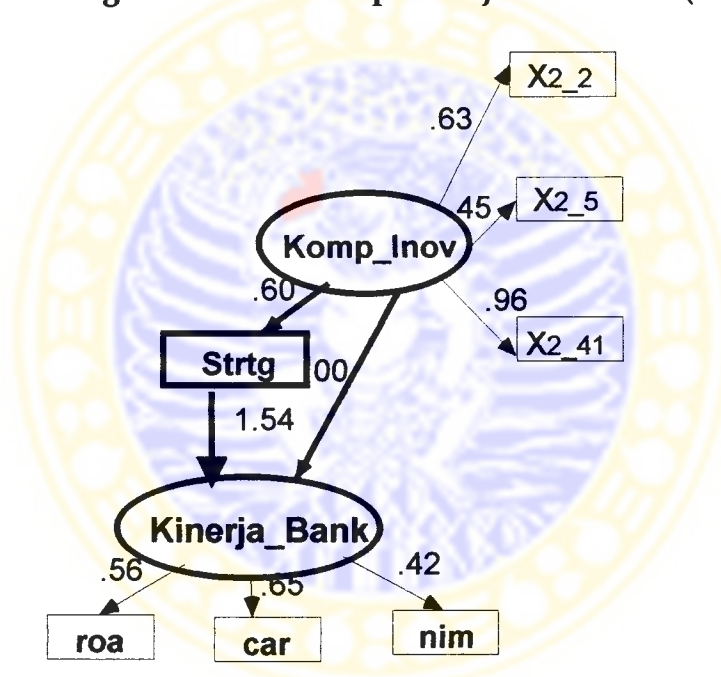 X2_2
.63
45
X2_5
Komp_Inov
.60
.96
X2_41
Strtg
00
1.54
Kinerja_Bank
.56
.65
.42
roa
car
nim